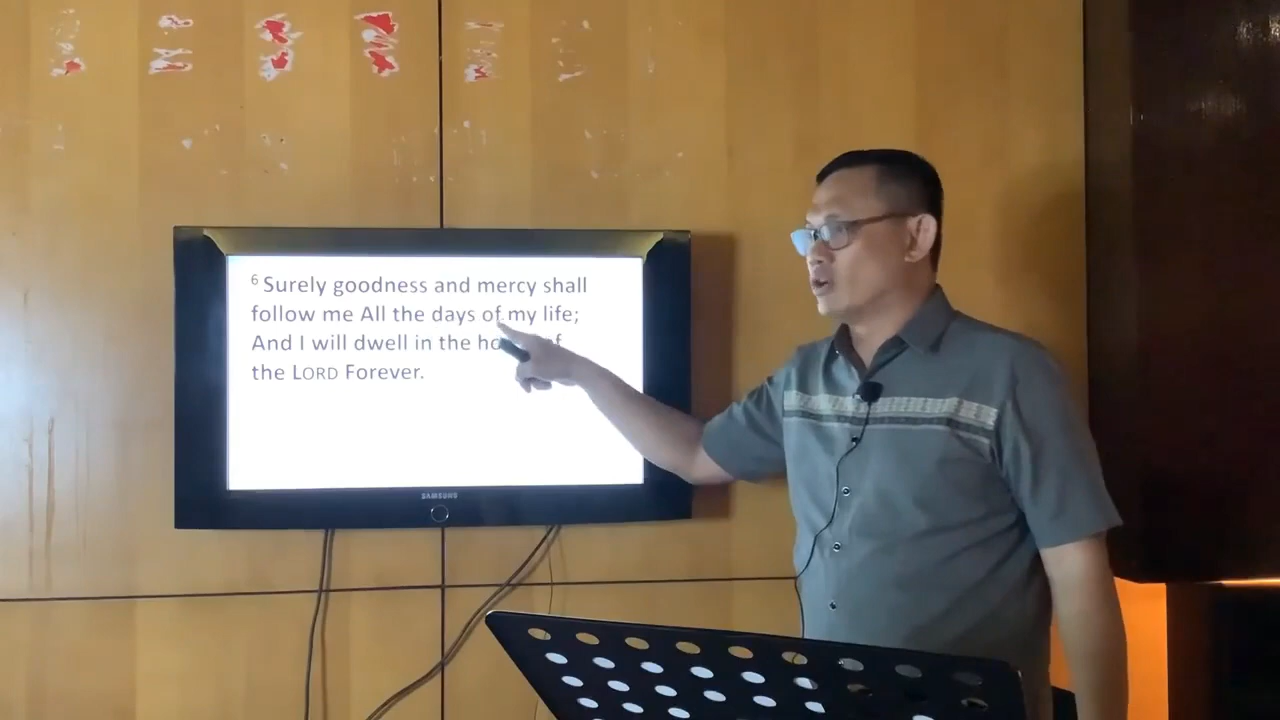 6 Surely goodness and mercy shall
follow me All the days of my life;
And I will dwell in the of
the LORD Forever.
SAMSUNG